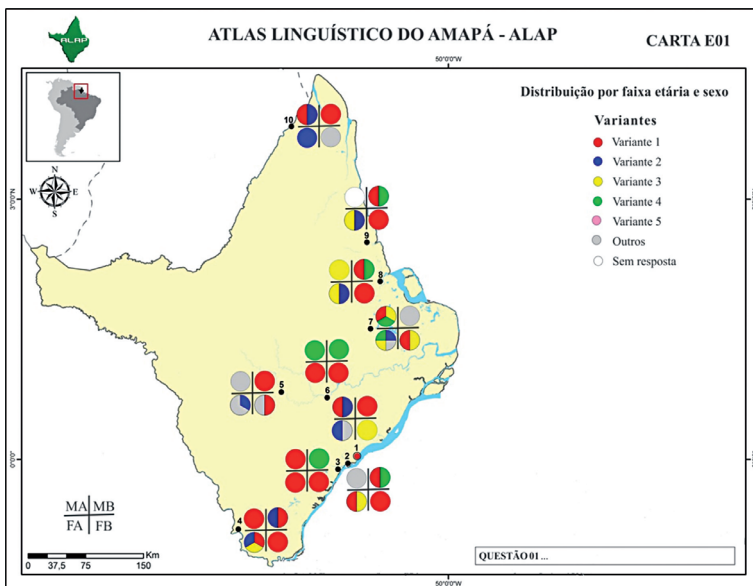 ALAP
ATLAS LINGUÍSTICO DO AMAPÁ - ALAP
CARTA E01
50°0'0"W
Distribuição por faixa etária e sexo
Variantes
Variante 1
Variante 2
Variante 3
Variante 4
Variante 5
Outros
Sem resposta
N
W E
S
3°0'0"N
0°0'0"
10
9
8
7
5
6
1
2
3
4
MA MB
FA FB
Km
0 37,5 75 150
QUESTÃO 01 ...
50°0'0"W